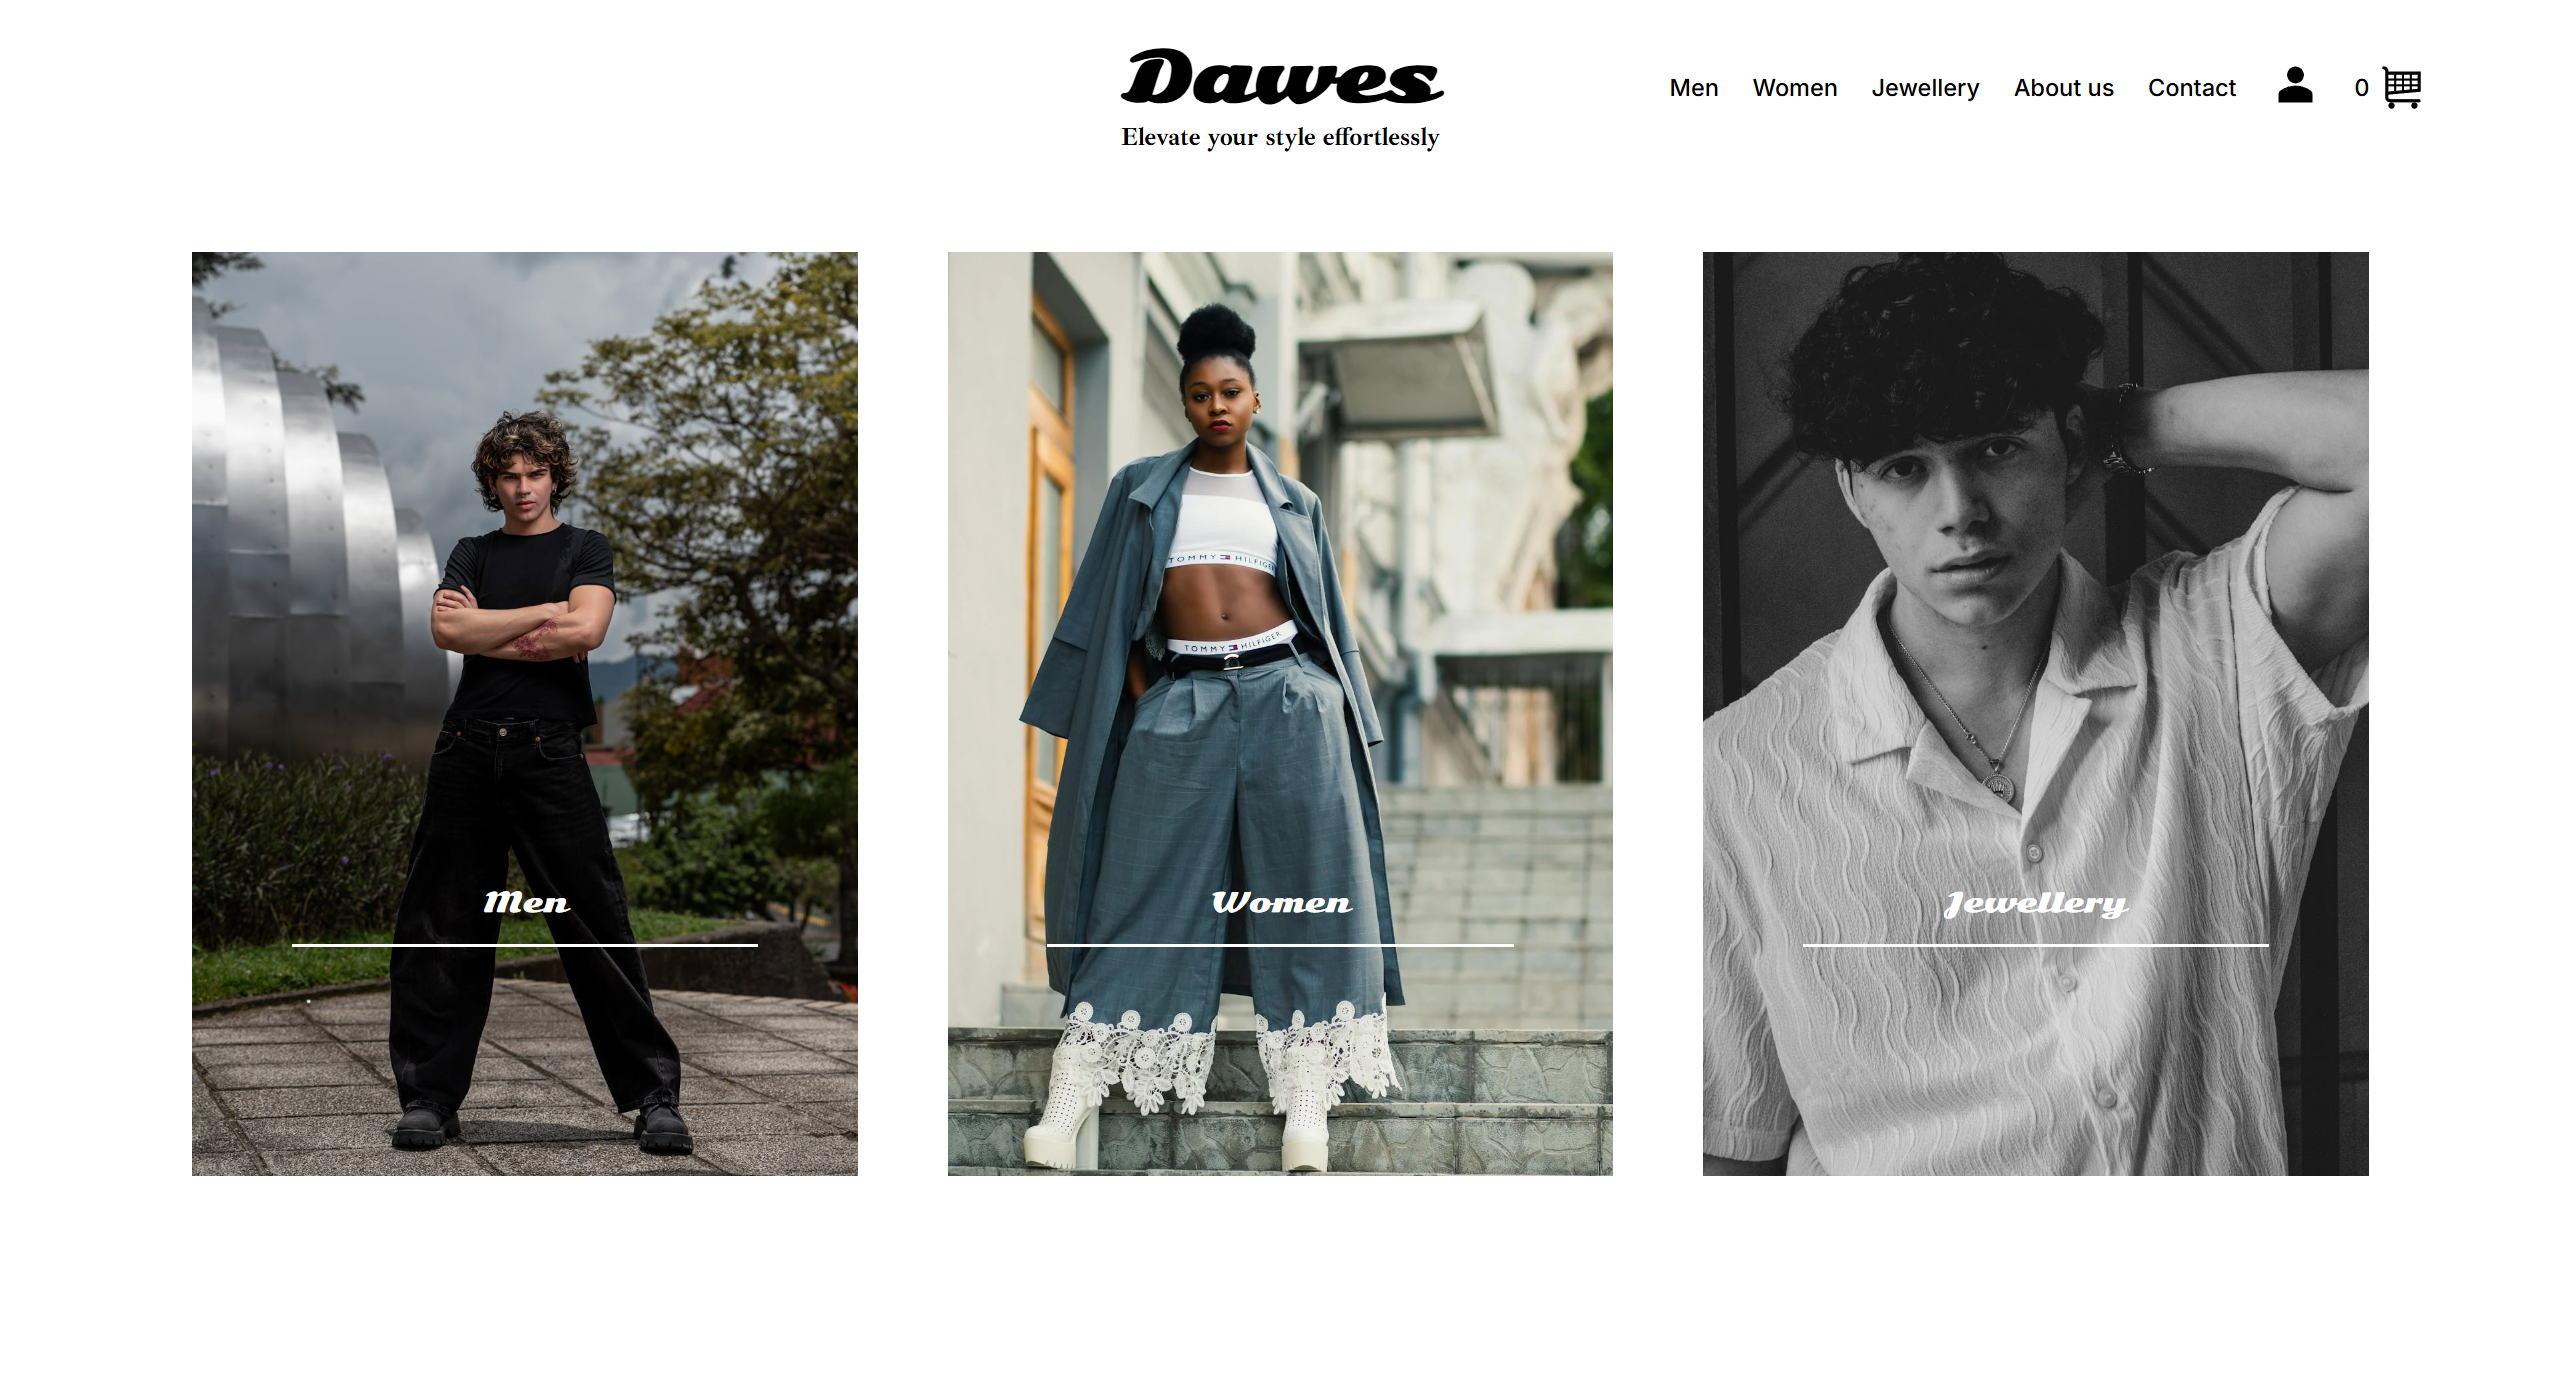 Dawes
Elevate your style effortlessly
Men Women Jewellery About us Contact 0
TOMMY HILFIGER
TOMMY HILFIGER
Men
Women
Jewellery